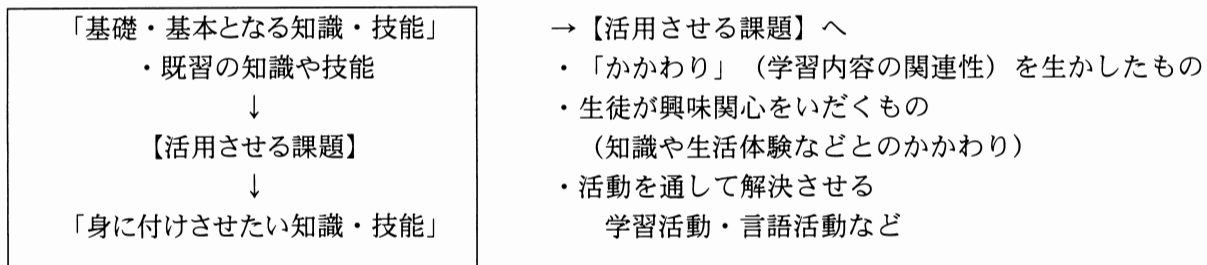 「基礎・基本となる知識・技能」
・既習の知識や技能
↓
【活用させる課題】
↓
「身に付けさせたい知識・技能」
→【活用させる課題】へ
・「かかわり」（学習内容の関連性）を生かしたもの
・生徒が興味関心をいだくもの
（知識や生活体験などとのかかわり）
・活動を通して解決させる
学習活動・言語活動など